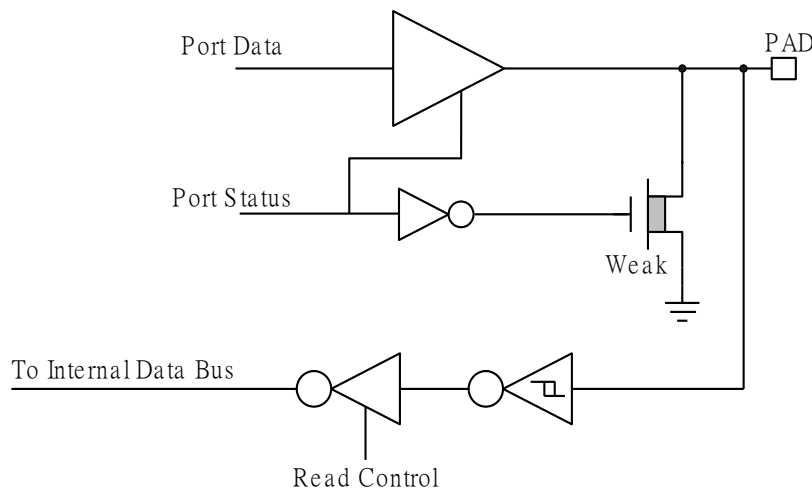 Port Data
PAD
Port Status
Weak
To Internal Data Bus
Read Control